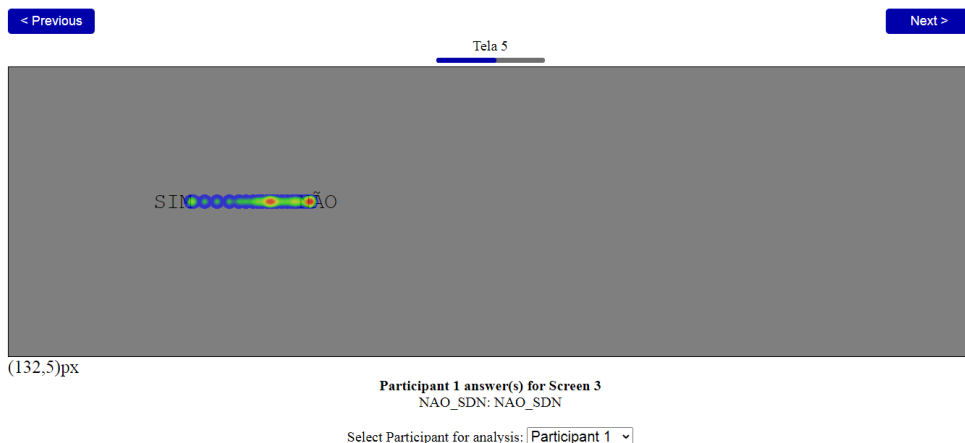 < Previous
Next >
Tela 5
SIM NÃO
(132,5)px
Participant 1 answer(s) for Screen 3
NAO_SDN: NAO_SDN
Select Participant for analysis: Participant 1